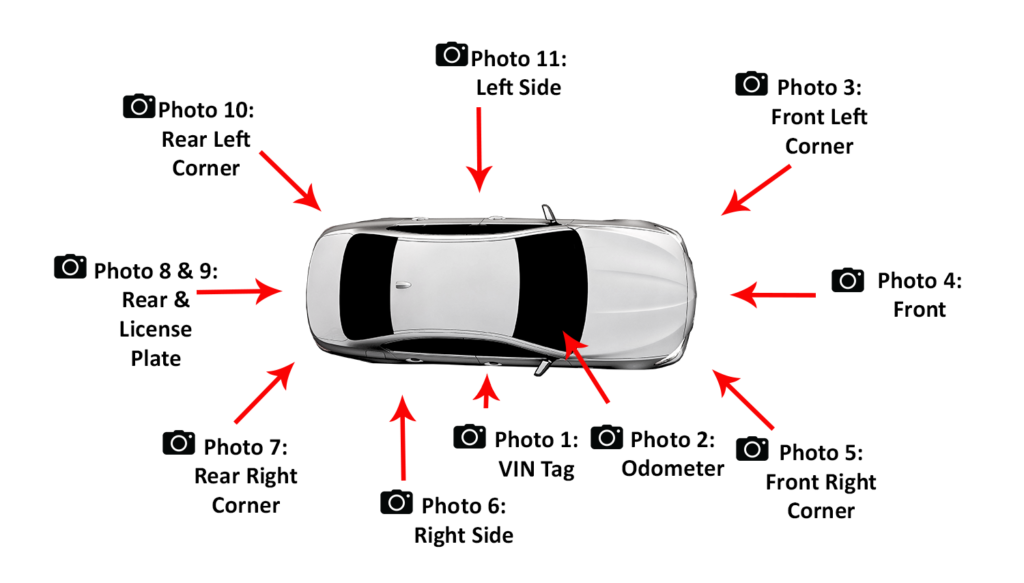 Photo 11:
Left Side
Photo 3:
Front Left
Corner
Photo 10:
Rear Left
Corner
Photo 8 & 9:
Rear &
License
Plate
Photo 4:
Front
Photo 7:
Rear Right
Corner
Photo 1:
VIN Tag
Photo 2:
Odometer
Photo 5:
Front Right
Corner
Photo 6:
Right Side